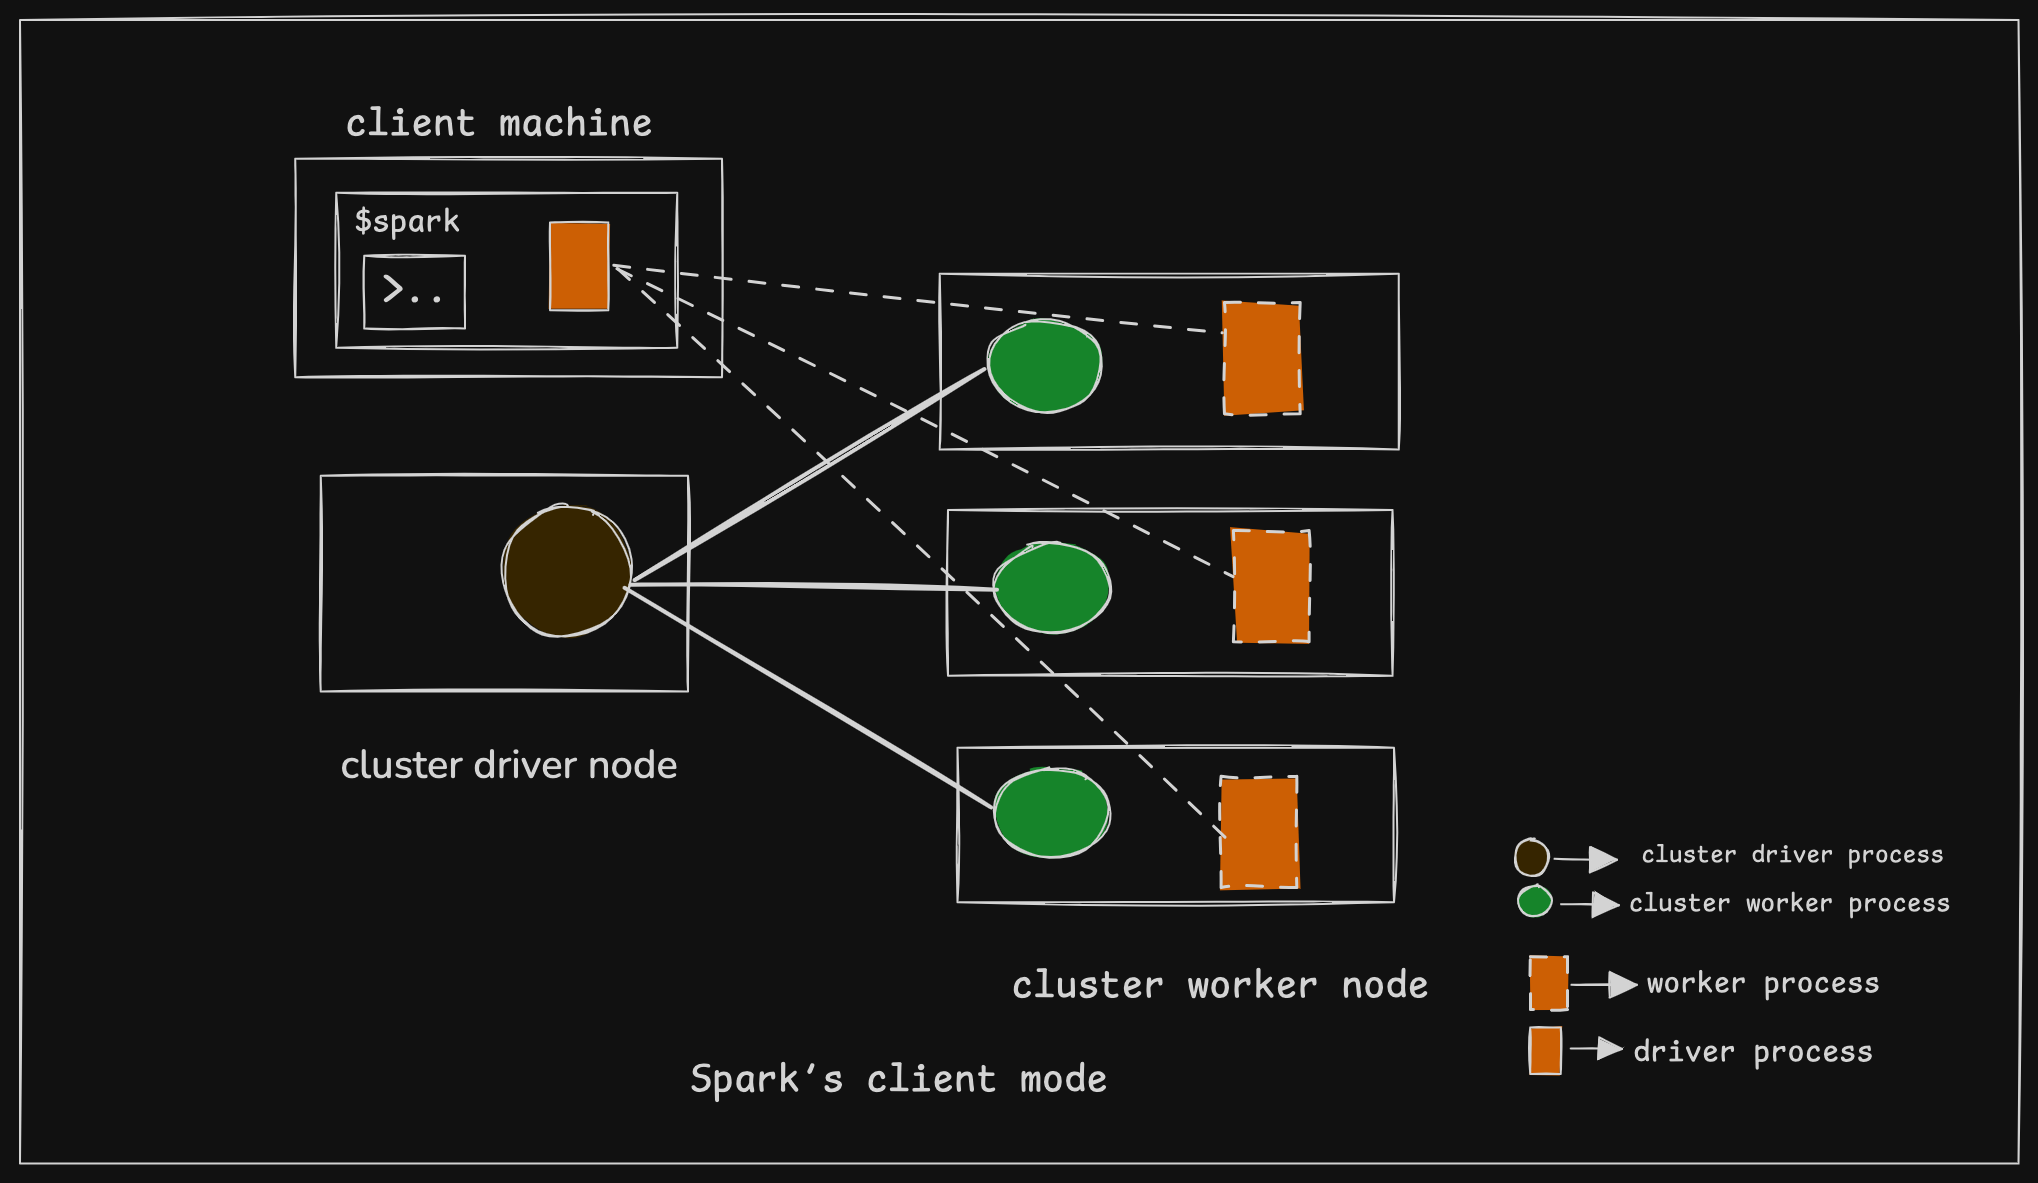 client machine
$spark
>..
cluster driver node
cluster worker node
Spark's client mode
cluster driver process
cluster worker process
worker process
driver process